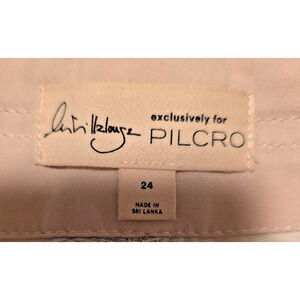 exclusively for
PILCRO
24
MADE IN
SRI LANKA